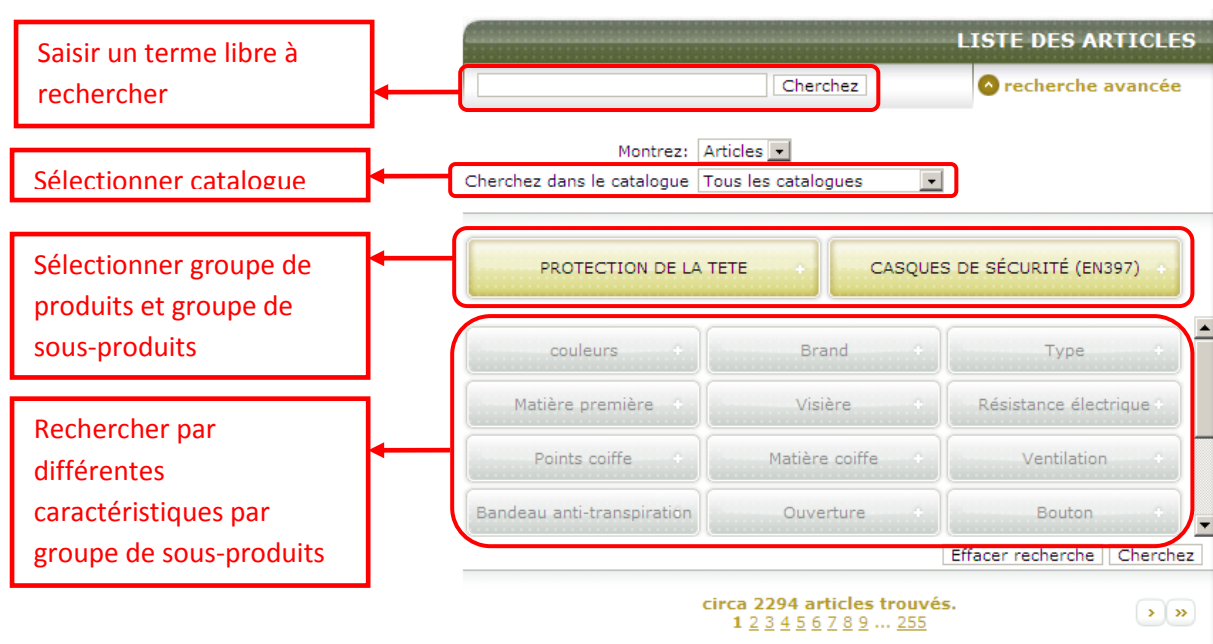 Saisir un terme libre à
rechercher
LISTE DES ARTICLES
Cherchez
recherche avancée
Montrez: Articles
Sélectionner catalogue
Cherchez dans le catalogue Tous les catalogues
Sélectionner groupe de
produits et groupe de
sous-produits
PROTECTION DE LA TETE
CASQUES DE SÉCURITÉ (EN397)
couleurs Brand Type
Matière première Visière Résistance électrique
Points coiffe Matière coiffe Ventilation
Bandeau anti-transpiration Ouverture Bouton
Rechercher par
différentes
caractéristiques par
groupe de sous-produits
Effacer recherche Cherchez
circa 2294 articles trouvés.
1 2 3 4 5 6 7 8 9 ... 255